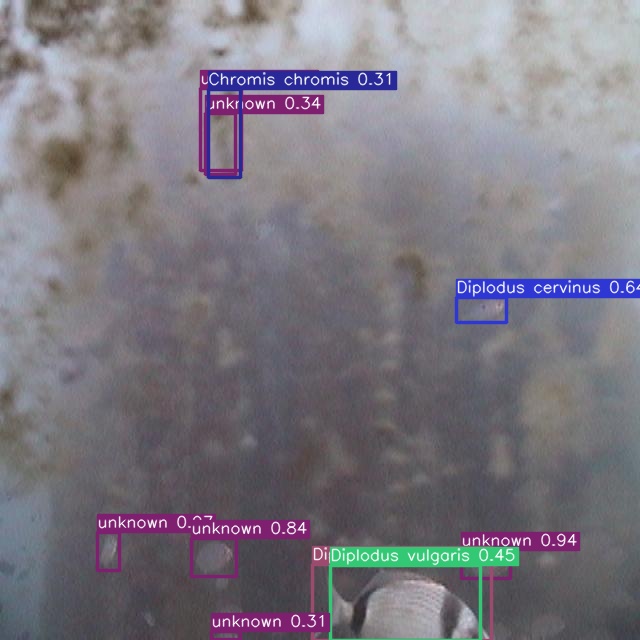 Chromis chromis 0.31
unknown 0.34
Diplodus cervinus 0.64
unknown
unknown 0.84
unknown 0.94
Diplodus vulgaris 0.45
unknown 0.31